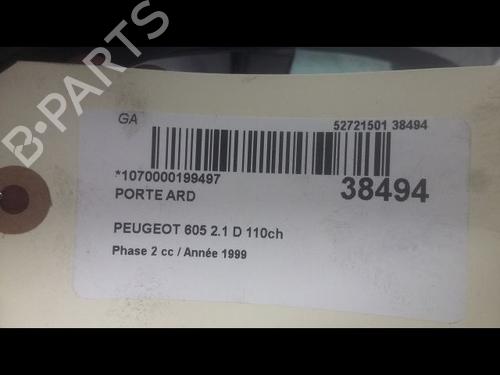 GA
52721501 38494
*1070000199497
38494
PORTE ARD
PEUGEOT 605 2.1 D 110ch
Phase 2 cc / Année 1999
B-PARTS